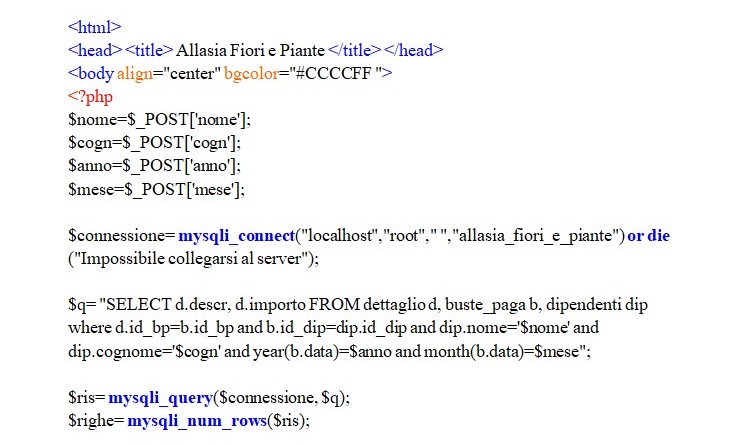 <html>
<head><title> Allasia Fiori e Piante </title></head>
<body align="center" bgcolor="#CCCCFF ">
<?php
$nome=$_POST['nome'];
$cogn=$_POST['cogn'];
$anno=$_POST['anno'];
$mese=$_POST['mese'];
$connessione= mysqli_connect("localhost","root"," ","allasia_fiori_e_piante") or die
("Impossibile collegarsi al server");
$q= "SELECT d.descr, d.importo FROM dettaglio d, buste_paga b, dipendenti dip
where d.id_bp=b.id_bp and b.id_dip=dip.id_dip and dip.nome='$nome' and
dip.cognome='$cogn' and year(b.data)=$anno and month(b.data)=$mese";
$ris= mysqli_query($connessione, $q);
$righe= mysqli_num_rows($ris);